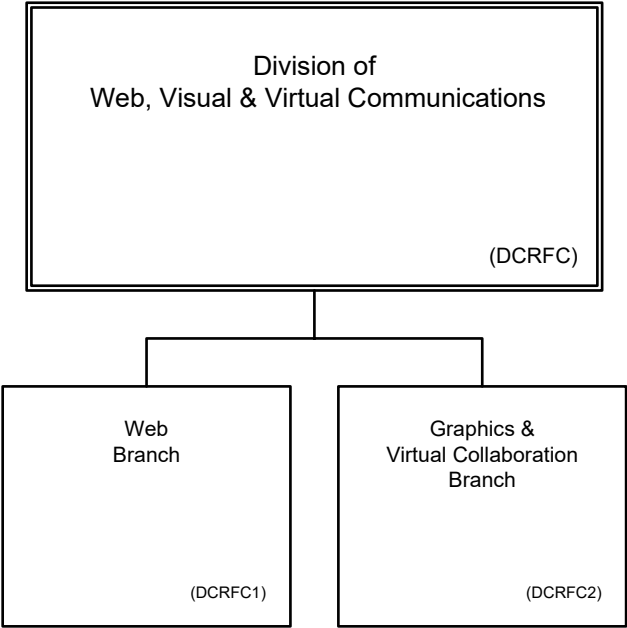 Division of
Web, Visual & Virtual Communications
(DCRFC)
Web
Branch
(DCRFC1)
Graphics &
Virtual Collaboration
Branch
(DCRFC2)